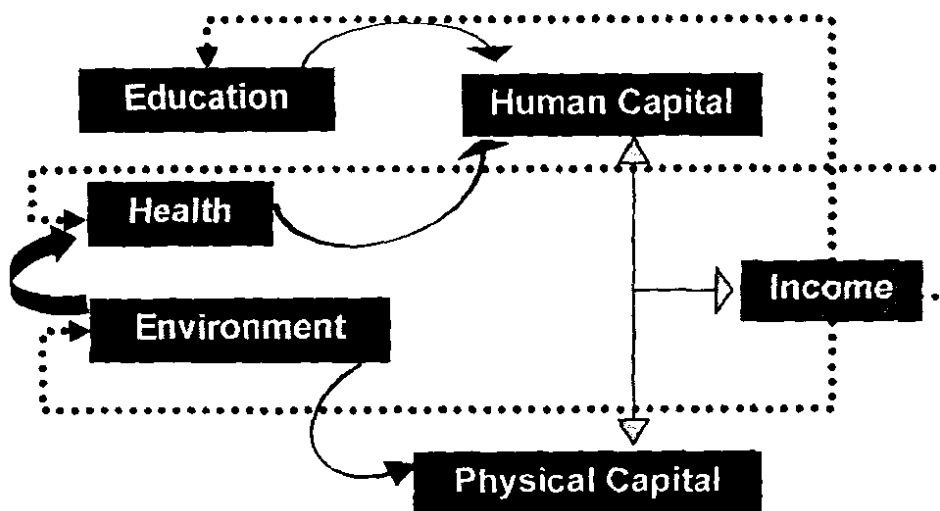 Education
Human Capital
Health
Income
Environment
Physical Capital